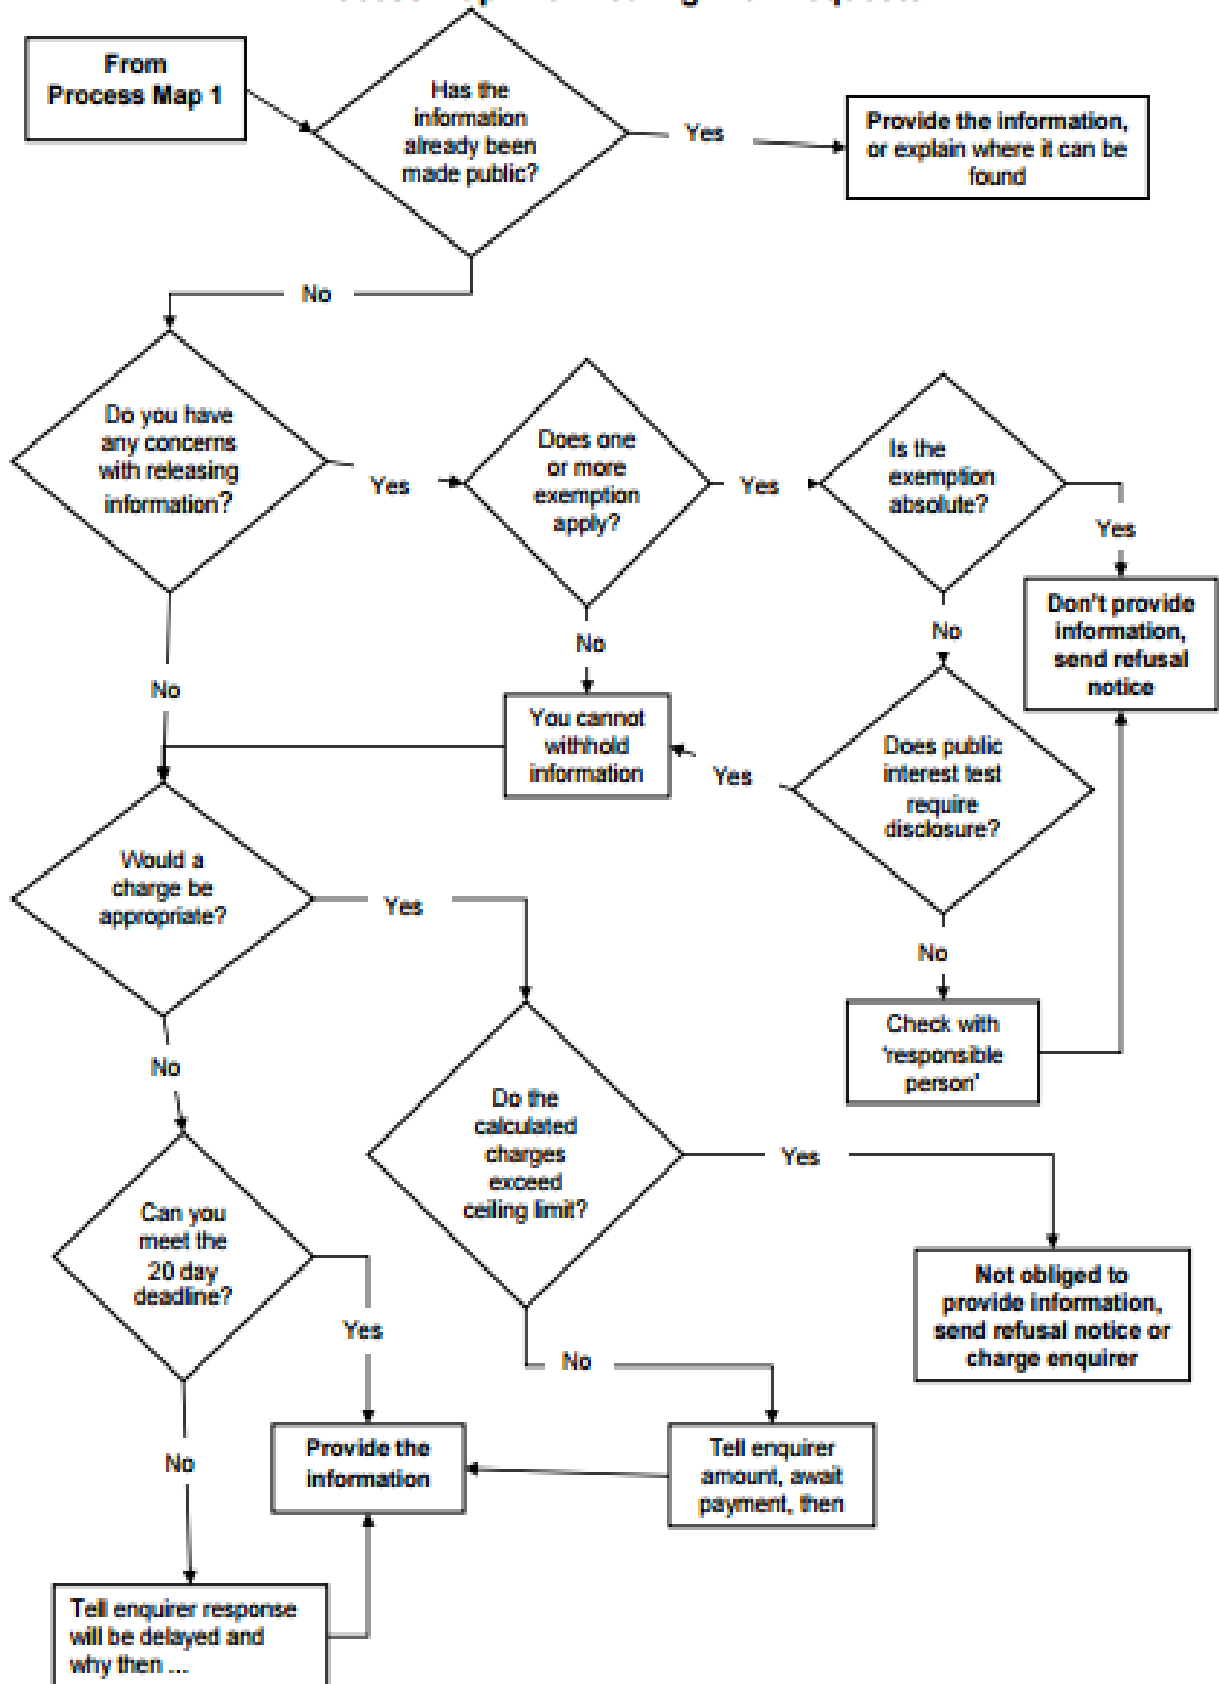 From
Process Map 1
Has the
information
already been
made public?
Yes
Provide the information,
or explain where it can be
found
No
Do you have
any concerns
with releasing
information?
Yes
Does one
or more
exemption
apply?
Yes
Is the
exemption
absolute?
Yes
Don't provide
information,
send refusal
notice
No
No
No
You cannot
withhold
information
Yes
Does public
interest test
require
disclosure?
Would a
charge be
appropriate?
Yes
No
Check with
'responsible
person'
No
Do the
calculated
charges
exceed
ceiling limit?
Yes
Can you
meet the
20 day
deadline?
Yes
Not obliged to
provide information,
send refusal notice or
charge enquirer
No
No
Provide the
information
Tell enquirer
amount, await
payment, then
Tell enquirer response
will be delayed and
why then ...